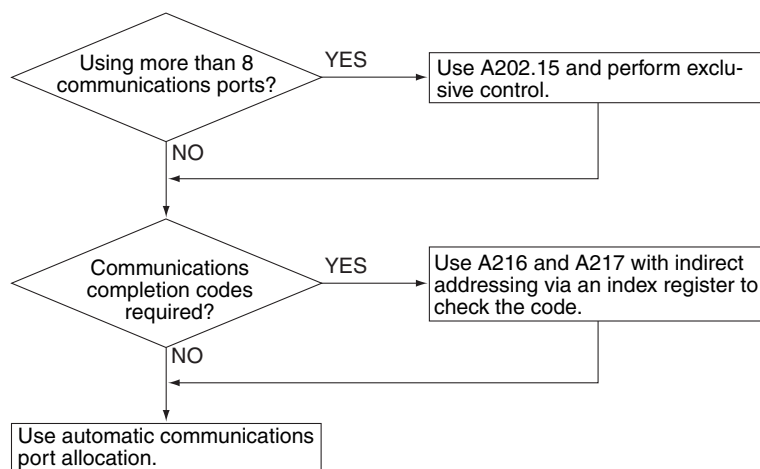 Using more than 8
communications ports?
YES
Use A202.15 and perform exclu-
sive control.
NO
Communications
completion codes
required?
YES
Use A216 and A217 with indirect
addressing via an index register to
check the code.
NO
Use automatic communications
port allocation.